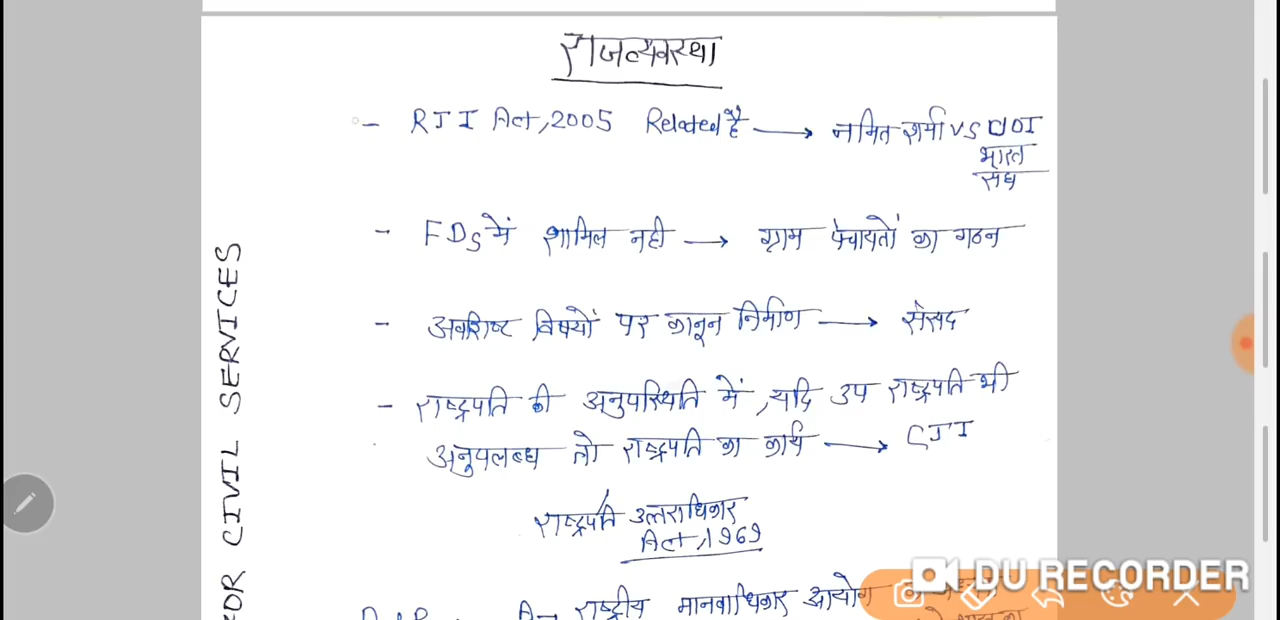 राजव्यवस्था
- RTI Act, 2005 Related है → नमित शर्मा VS UOI
भारत
संघ
- FDs में शामिल नही → ग्राम पंचायतों का गठन
- अवशिष्ट विषयों पर कानून निर्माण → संसद
- राष्ट्रपति की अनुपस्थिति में, यदि उप राष्ट्रपति भी
अनुपलब्ध तो राष्ट्रपति का कार्य → CJI
राष्ट्रपति उत्तराधिकार
Act, 1969
राष्ट्रीय मानवाधिकार आयोग
FOR CIVIL SERVICES
DU RECORDER